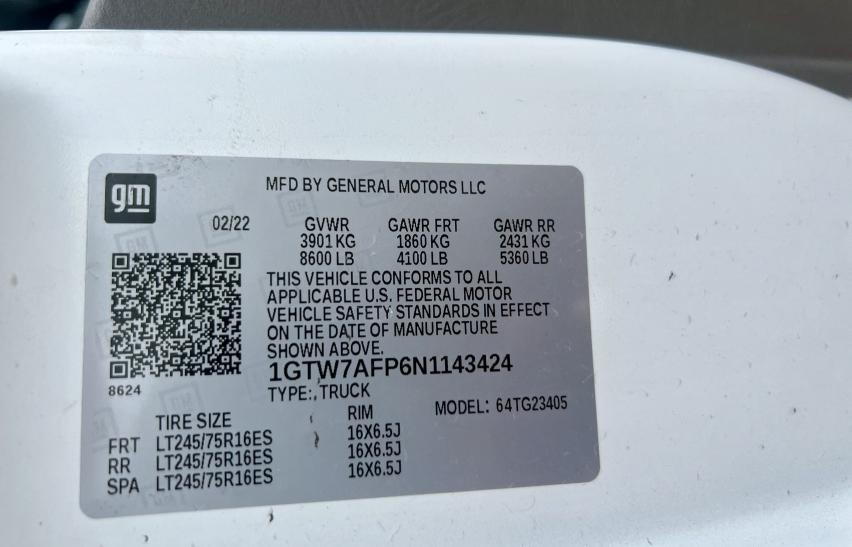 gm
MFD BY GENERAL MOTORS LLC
02/22 GVWR GAWR FRT GAWR RR
3901 KG 1860 KG 2431 KG
8600 LB 4100 LB 5360 LB
THIS VEHICLE CONFORMS TO ALL
APPLICABLE U.S. FEDERAL MOTOR
VEHICLE SAFETY STANDARDS IN EFFECT
ON THE DATE OF MANUFACTURE
SHOWN ABOVE.
8624
1GTW7AFP6N1143424
TYPE: TRUCK
MODEL: 64TG23405
TIRE SIZE RIM
FRT LT245/75R16ES 16X6.5J
RR LT245/75R16ES 16X6.5J
SPA LT245/75R16ES 16X6.5J